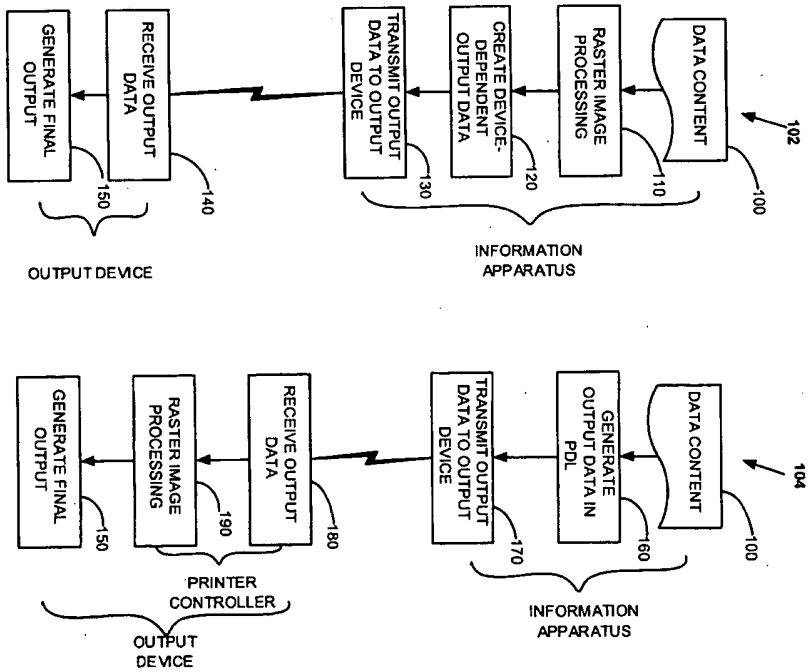 102
DATA CONTENT
100
RASTER IMAGE
PROCESSING
110
CREATE DEVICE-
DEPENDENT
OUTPUT DATA
120
TRANSMIT OUTPUT
DATA TO OUTPUT
DEVICE
130
INFORMATION
APPARATUS
RECEIVE OUTPUT
DATA
140
GENERATE FINAL
OUTPUT
150
OUTPUT DEVICE
104
DATA CONTENT
100
GENERATE
OUTPUT DATA IN
PDL
160
TRANSMIT OUTPUT
DATA TO OUTPUT
DEVICE
170
INFORMATION
APPARATUS
RECEIVE OUTPUT
DATA
180
RASTER IMAGE
PROCESSING
190
PRINTER
CONTROLLER
GENERATE FINAL
OUTPUT
150
OUTPUT
DEVICE